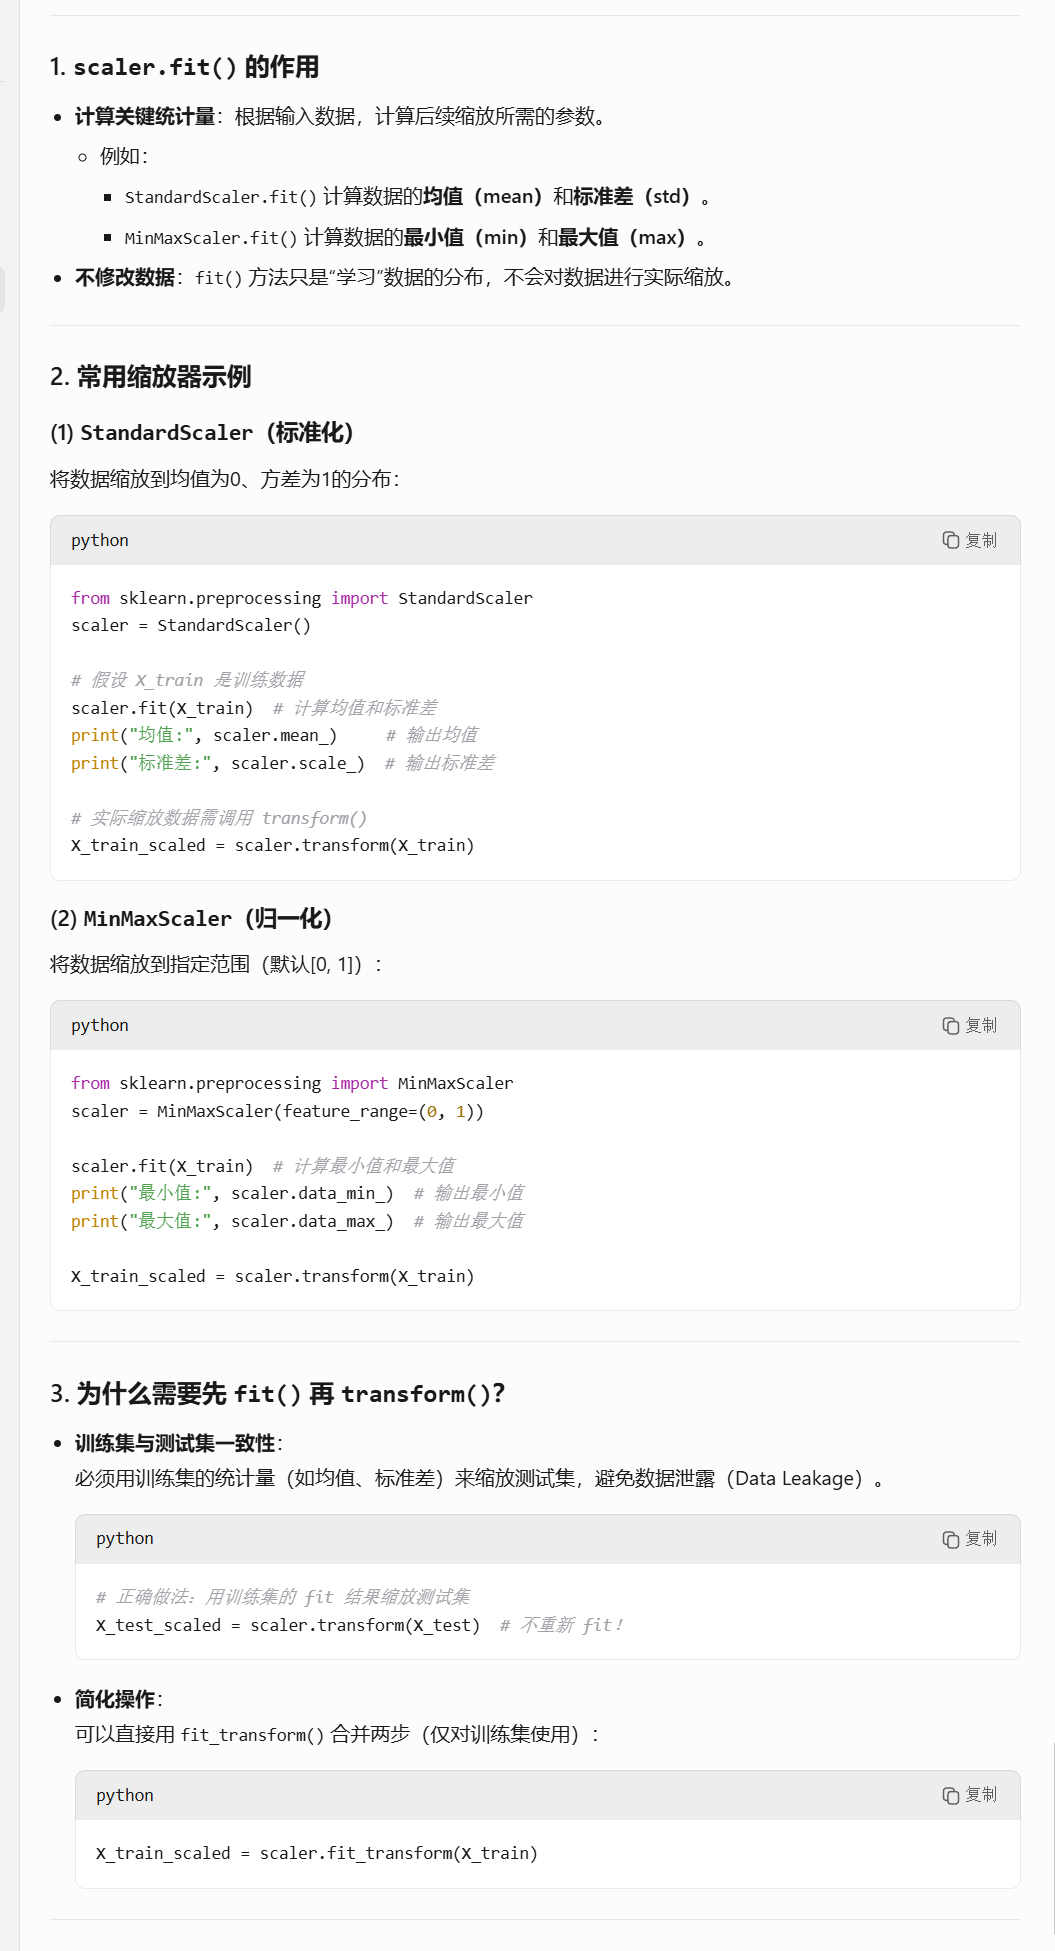 1. scaler.fit() 的作用
• 计算关键统计量：根据输入数据，计算后续缩放所需的参数。
◦ 例如：
▪ StandardScaler.fit() 计算数据的均值（mean）和标准差（std）。
▪ MinMaxScaler.fit() 计算数据的最小值（min）和最大值（max）。
• 不修改数据：fit() 方法只是“学习”数据的分布，不会对数据进行实际缩放。
2. 常用缩放器示例
(1) StandardScaler（标准化）
将数据缩放到均值为0、方差为1的分布：
python 复制
from sklearn.preprocessing import StandardScaler
scaler = StandardScaler()
# 假设 X_train 是训练数据
scaler.fit(X_train)  # 计算均值和标准差
print("均值:", scaler.mean_)     # 输出均值
print("标准差:", scaler.scale_)  # 输出标准差
# 实际缩放数据需调用 transform()
X_train_scaled = scaler.transform(X_train)
(2) MinMaxScaler（归一化）
将数据缩放到指定范围（默认[0, 1]）：
python 复制
from sklearn.preprocessing import MinMaxScaler
scaler = MinMaxScaler(feature_range=(0, 1))
scaler.fit(X_train)  # 计算最小值和最大值
print("最小值:", scaler.data_min_)  # 输出最小值
print("最大值:", scaler.data_max_)  # 输出最大值
X_train_scaled = scaler.transform(X_train)
3. 为什么需要先 fit() 再 transform()？
• 训练集与测试集一致性：
必须用训练集的统计量（如均值、标准差）来缩放测试集，避免数据泄露（Data Leakage）。
python 复制
# 正确做法：用训练集的 fit 结果缩放测试集
X_test_scaled = scaler.transform(X_test)  # 不重新 fit！
• 简化操作：
可以直接用 fit_transform() 合并两步（仅对训练集使用）：
python 复制
X_train_scaled = scaler.fit_transform(X_train)